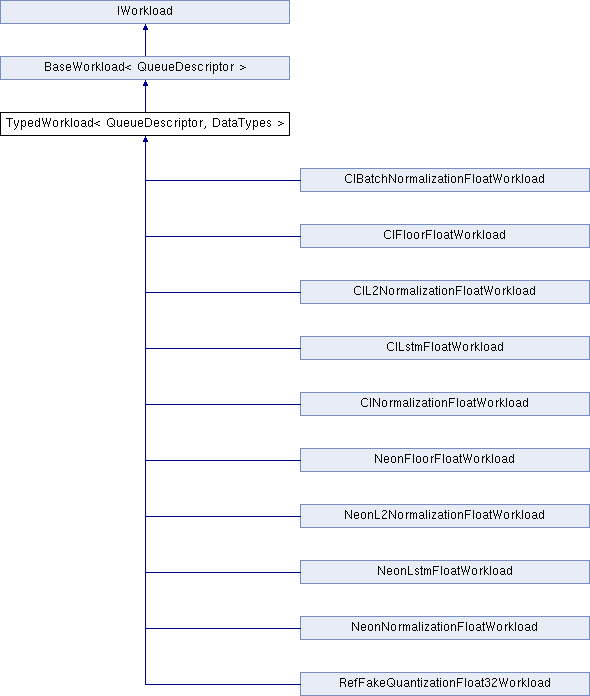 IWorkload
BaseWorkload< QueueDescriptor >
TypedWorkload< QueueDescriptor, DataTypes >
ClBatchNormalizationFloatWorkload
ClFloorFloatWorkload
ClL2NormalizationFloatWorkload
ClLstmFloatWorkload
ClNormalizationFloatWorkload
NeonFloorFloatWorkload
NeonL2NormalizationFloatWorkload
NeonLstmFloatWorkload
NeonNormalizationFloatWorkload
RefFakeQuantizationFloat32Workload